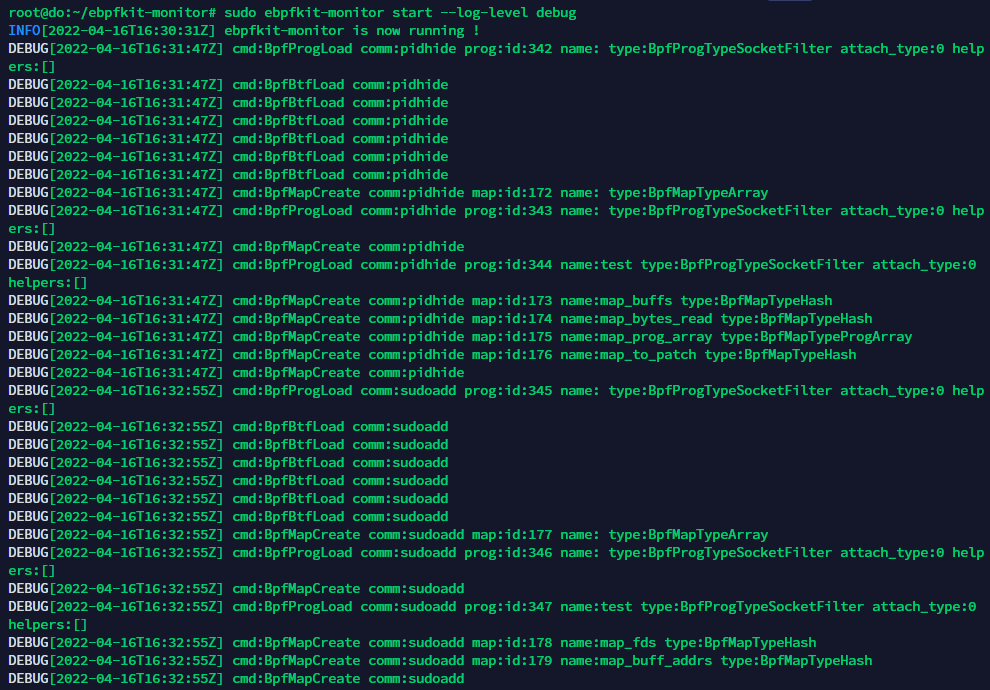 root@do:~/ebpfkit-monitor# sudo ebpfkit-monitor start --log-level debug
INFO[2022-04-16T16:30:31Z] ebpfkit-monitor is now running !
DEBUG[2022-04-16T16:31:47Z] cmd:BpfProgLoad comm:pidhide prog:id:342 name: type:BpfProgTypeSocketFilter attach_type:0 help
ers:[]
DEBUG[2022-04-16T16:31:47Z] cmd:BpfBtfLoad comm:pidhide
DEBUG[2022-04-16T16:31:47Z] cmd:BpfBtfLoad comm:pidhide
DEBUG[2022-04-16T16:31:47Z] cmd:BpfBtfLoad comm:pidhide
DEBUG[2022-04-16T16:31:47Z] cmd:BpfBtfLoad comm:pidhide
DEBUG[2022-04-16T16:31:47Z] cmd:BpfBtfLoad comm:pidhide
DEBUG[2022-04-16T16:31:47Z] cmd:BpfBtfLoad comm:pidhide
DEBUG[2022-04-16T16:31:47Z] cmd:BpfMapCreate comm:pidhide map:id:172 name: type:BpfMapTypeArray
DEBUG[2022-04-16T16:31:47Z] cmd:BpfProgLoad comm:pidhide prog:id:343 name: type:BpfProgTypeSocketFilter attach_type:0 help
ers:[]
DEBUG[2022-04-16T16:31:47Z] cmd:BpfMapCreate comm:pidhide
DEBUG[2022-04-16T16:31:47Z] cmd:BpfProgLoad comm:pidhide prog:id:344 name:test type:BpfProgTypeSocketFilter attach_type:0
helpers:[]
DEBUG[2022-04-16T16:31:47Z] cmd:BpfMapCreate comm:pidhide map:id:173 name:map_buffs type:BpfMapTypeHash
DEBUG[2022-04-16T16:31:47Z] cmd:BpfMapCreate comm:pidhide map:id:174 name:map_bytes_read type:BpfMapTypeHash
DEBUG[2022-04-16T16:31:47Z] cmd:BpfMapCreate comm:pidhide map:id:175 name:map_prog_array type:BpfMapTypeProgArray
DEBUG[2022-04-16T16:31:47Z] cmd:BpfMapCreate comm:pidhide map:id:176 name:map_to_patch type:BpfMapTypeHash
DEBUG[2022-04-16T16:31:47Z] cmd:BpfMapCreate comm:pidhide
DEBUG[2022-04-16T16:32:55Z] cmd:BpfProgLoad comm:sudoadd prog:id:345 name: type:BpfProgTypeSocketFilter attach_type:0 help
ers:[]
DEBUG[2022-04-16T16:32:55Z] cmd:BpfBtfLoad comm:sudoadd
DEBUG[2022-04-16T16:32:55Z] cmd:BpfBtfLoad comm:sudoadd
DEBUG[2022-04-16T16:32:55Z] cmd:BpfBtfLoad comm:sudoadd
DEBUG[2022-04-16T16:32:55Z] cmd:BpfBtfLoad comm:sudoadd
DEBUG[2022-04-16T16:32:55Z] cmd:BpfBtfLoad comm:sudoadd
DEBUG[2022-04-16T16:32:55Z] cmd:BpfBtfLoad comm:sudoadd
DEBUG[2022-04-16T16:32:55Z] cmd:BpfMapCreate comm:sudoadd map:id:177 name: type:BpfMapTypeArray
DEBUG[2022-04-16T16:32:55Z] cmd:BpfProgLoad comm:sudoadd prog:id:346 name: type:BpfProgTypeSocketFilter attach_type:0 help
ers:[]
DEBUG[2022-04-16T16:32:55Z] cmd:BpfMapCreate comm:sudoadd
DEBUG[2022-04-16T16:32:55Z] cmd:BpfProgLoad comm:sudoadd prog:id:347 name:test type:BpfProgTypeSocketFilter attach_type:0
helpers:[]
DEBUG[2022-04-16T16:32:55Z] cmd:BpfMapCreate comm:sudoadd map:id:178 name:map_fds type:BpfMapTypeHash
DEBUG[2022-04-16T16:32:55Z] cmd:BpfMapCreate comm:sudoadd map:id:179 name:map_buff_addrs type:BpfMapTypeHash
DEBUG[2022-04-16T16:32:55Z] cmd:BpfMapCreate comm:sudoadd